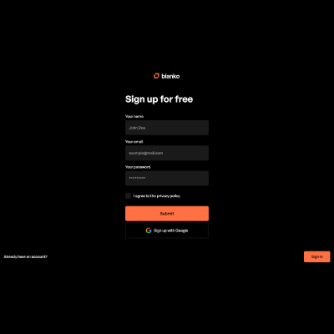 blanko
Sign up for free
Your name
John Doe
Your email
example@mail.com
Your password
I agree to the privacy policy
Submit
Sign up with Google
Already have an account?
Sign in